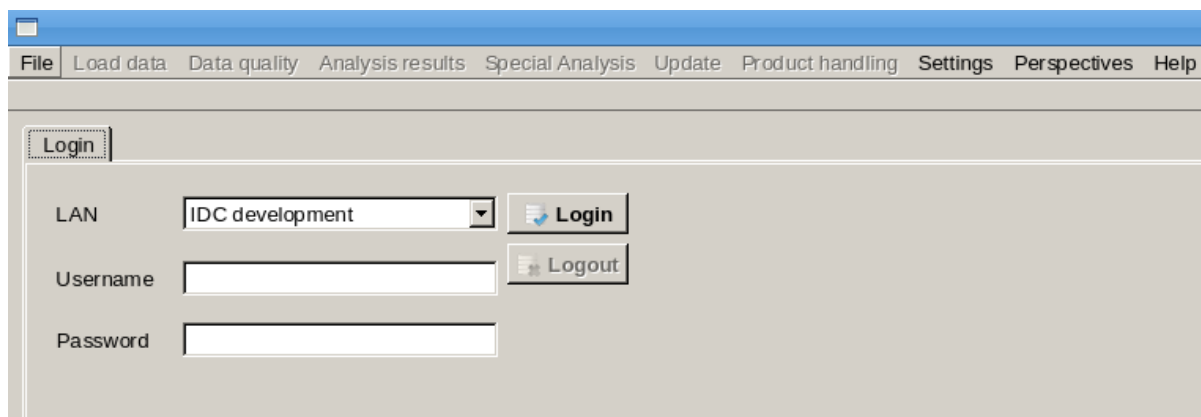 File Load data Data quality Analysis results Special Analysis Update Product handling Settings Perspectives Help
Login
LAN IDC development Login
Logout
Username
Password